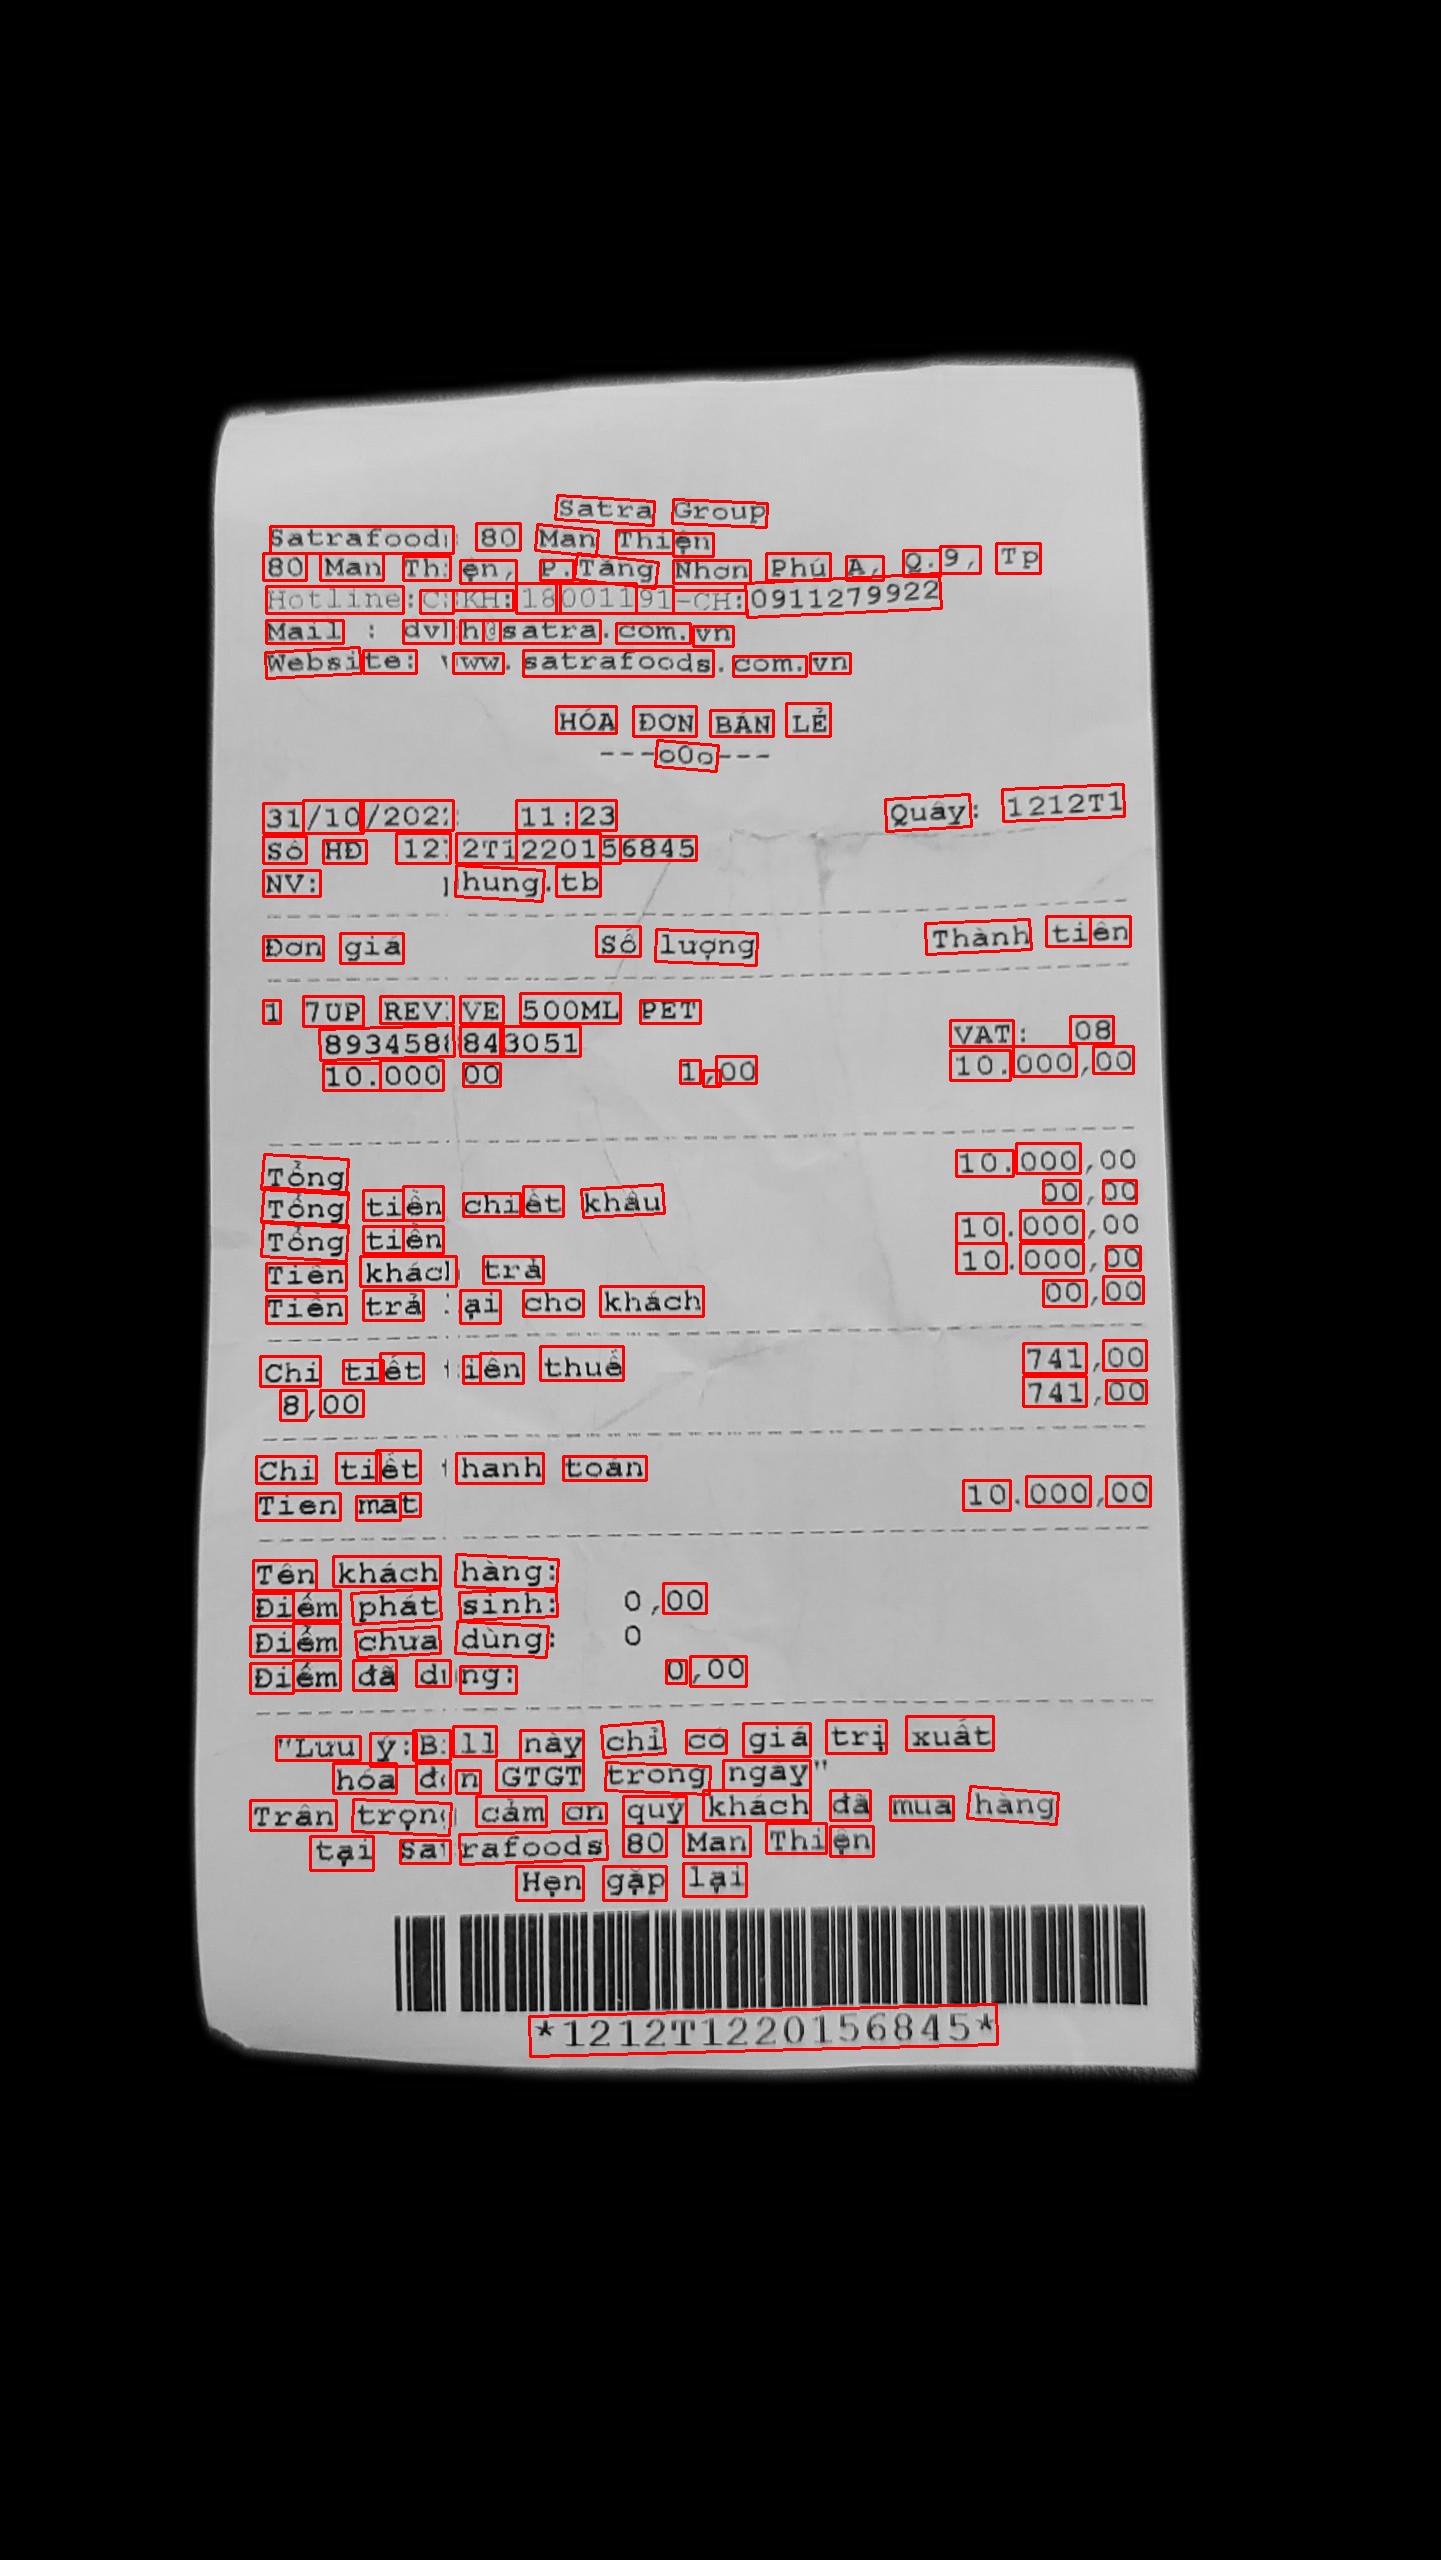 Satra Group
Satrafoods 80 Man Thiện
80 Man Thiện, P.Tăng Nhơn Phú A, Q.9, Tp
Hotline:CSKH:18001191-CH:0911279922
Mail : dvkh@satra.com.vn
Website: www.satrafoods.com.vn
HÓA ĐƠN BÁN LẺ
---oOo---
31/10/2022 11:23 Quầy: 1212T1
Số HĐ 1212T1220156845
NV: phung.tb
Đơn giá Số lượng Thành tiền
1 7UP REVIVE 500ML PET
8934588843051 VAT: 08
10.000 00 1,00 10.000,00
Tổng 10.000,00
Tổng tiền chiết khấu 00,00
Tổng tiền 10.000,00
Tiền khách trả 10.000,00
Tiền trả lại cho khách 00,00
Chi tiết tiền thuế 741,00
8,00 741,00
Chi tiết thanh toán
Tien mat 10.000,00
Tên khách hàng:
Điểm phát sinh: 0,00
Điểm chưa dùng: 0
Điểm đã dùng: 0,00
"Lưu ý:Bill này chỉ có giá trị xuất
hóa đơn GTGT trong ngày"
Trân trọng cảm ơn quý khách đã mua hàng
tại Satrafoods 80 Man Thiện
Hẹn gặp lại
*1212T1220156845*